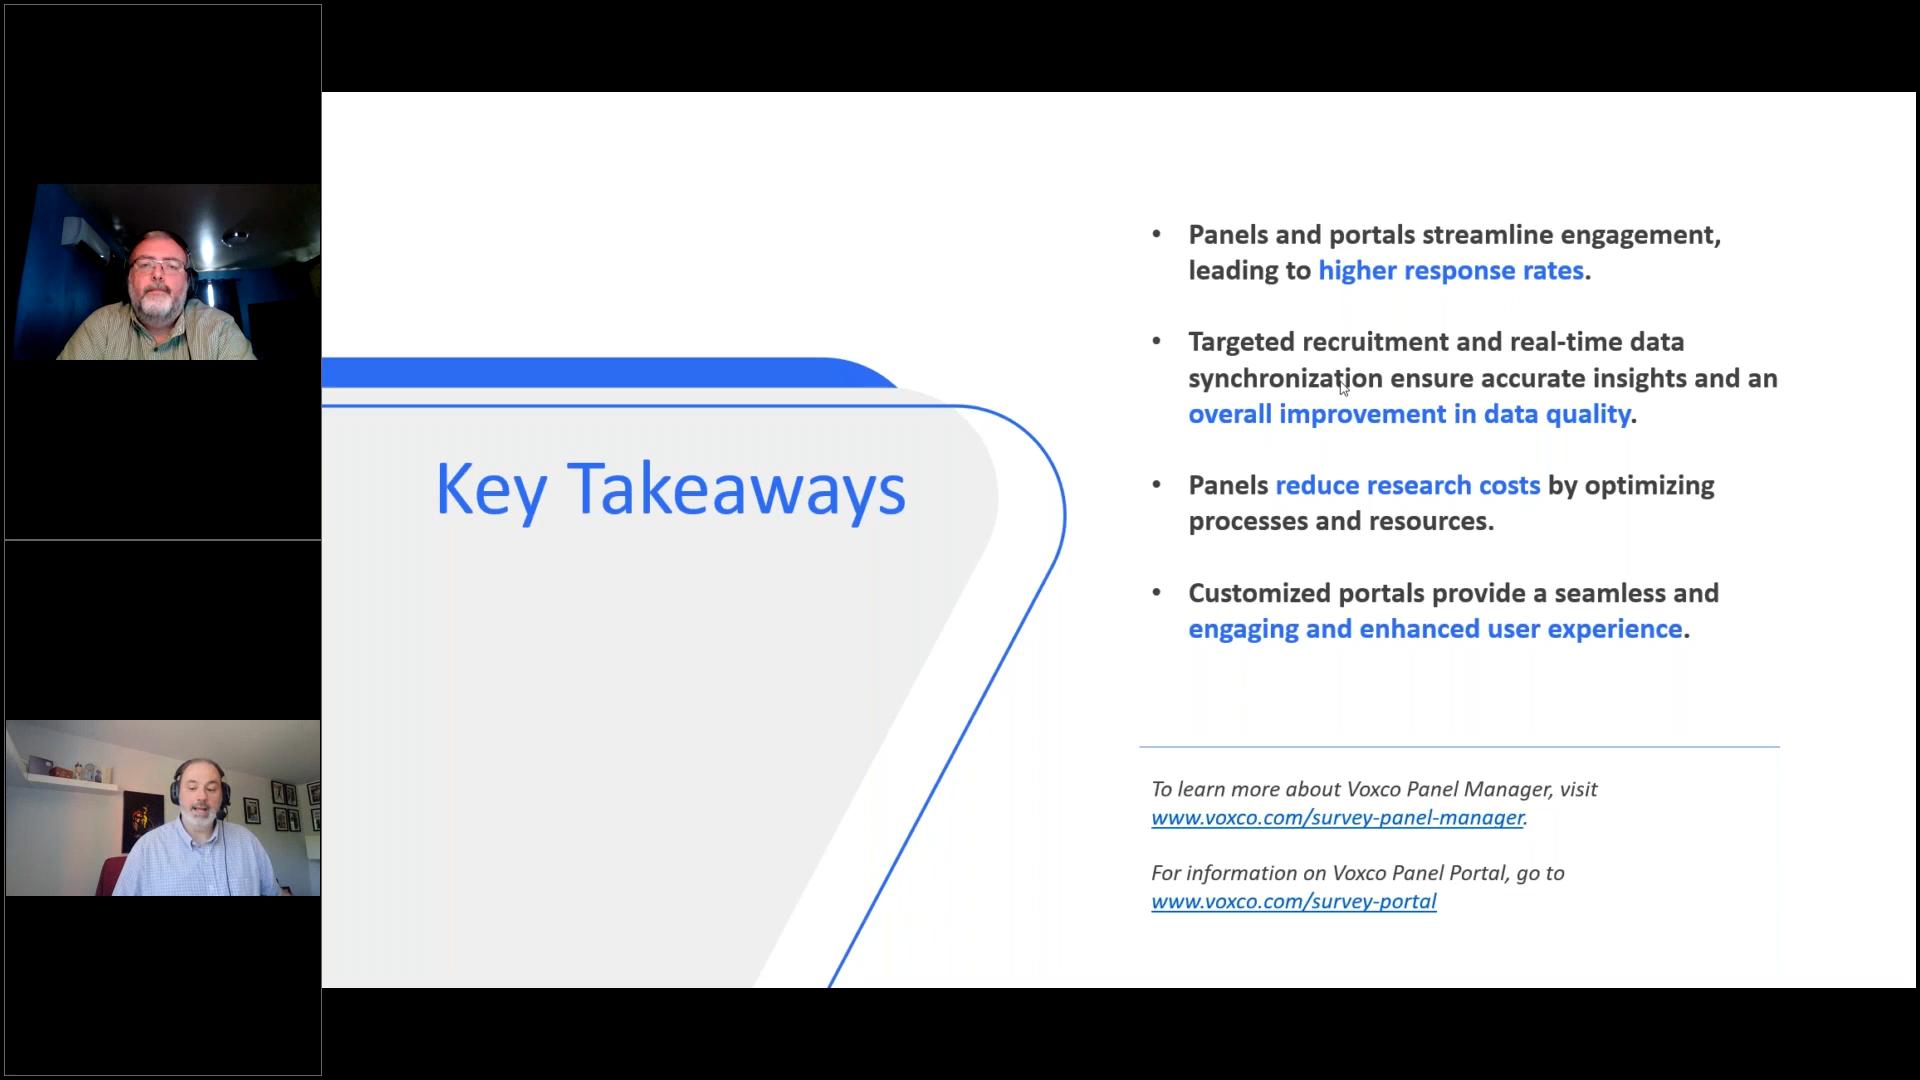 Key Takeaways
• Panels and portals streamline engagement,
leading to higher response rates.
• Targeted recruitment and real-time data
synchronization ensure accurate insights and an
overall improvement in data quality.
• Panels reduce research costs by optimizing
processes and resources.
• Customized portals provide a seamless and
engaging and enhanced user experience.
To learn more about Voxco Panel Manager, visit
www.voxco.com/survey-panel-manager.
For information on Voxco Panel Portal, go to
www.voxco.com/survey-portal